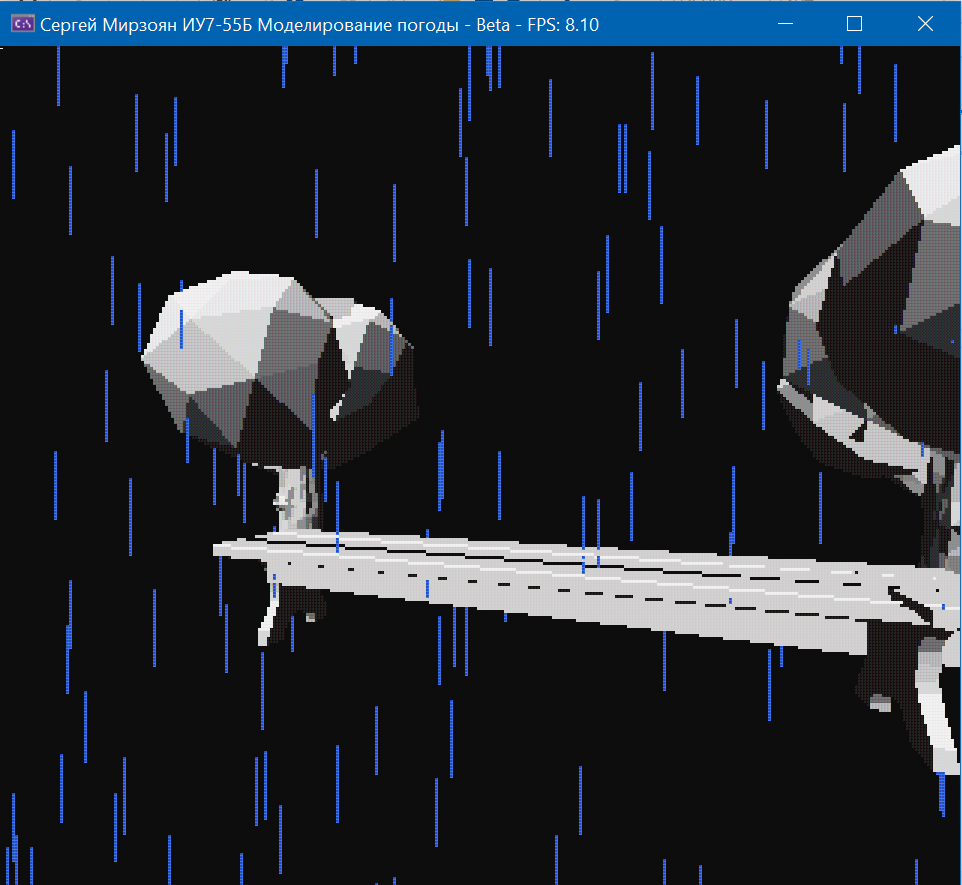 Сергей Мирзоян ИУ7-55Б Моделирование погоды - Beta - FPS: 8.10